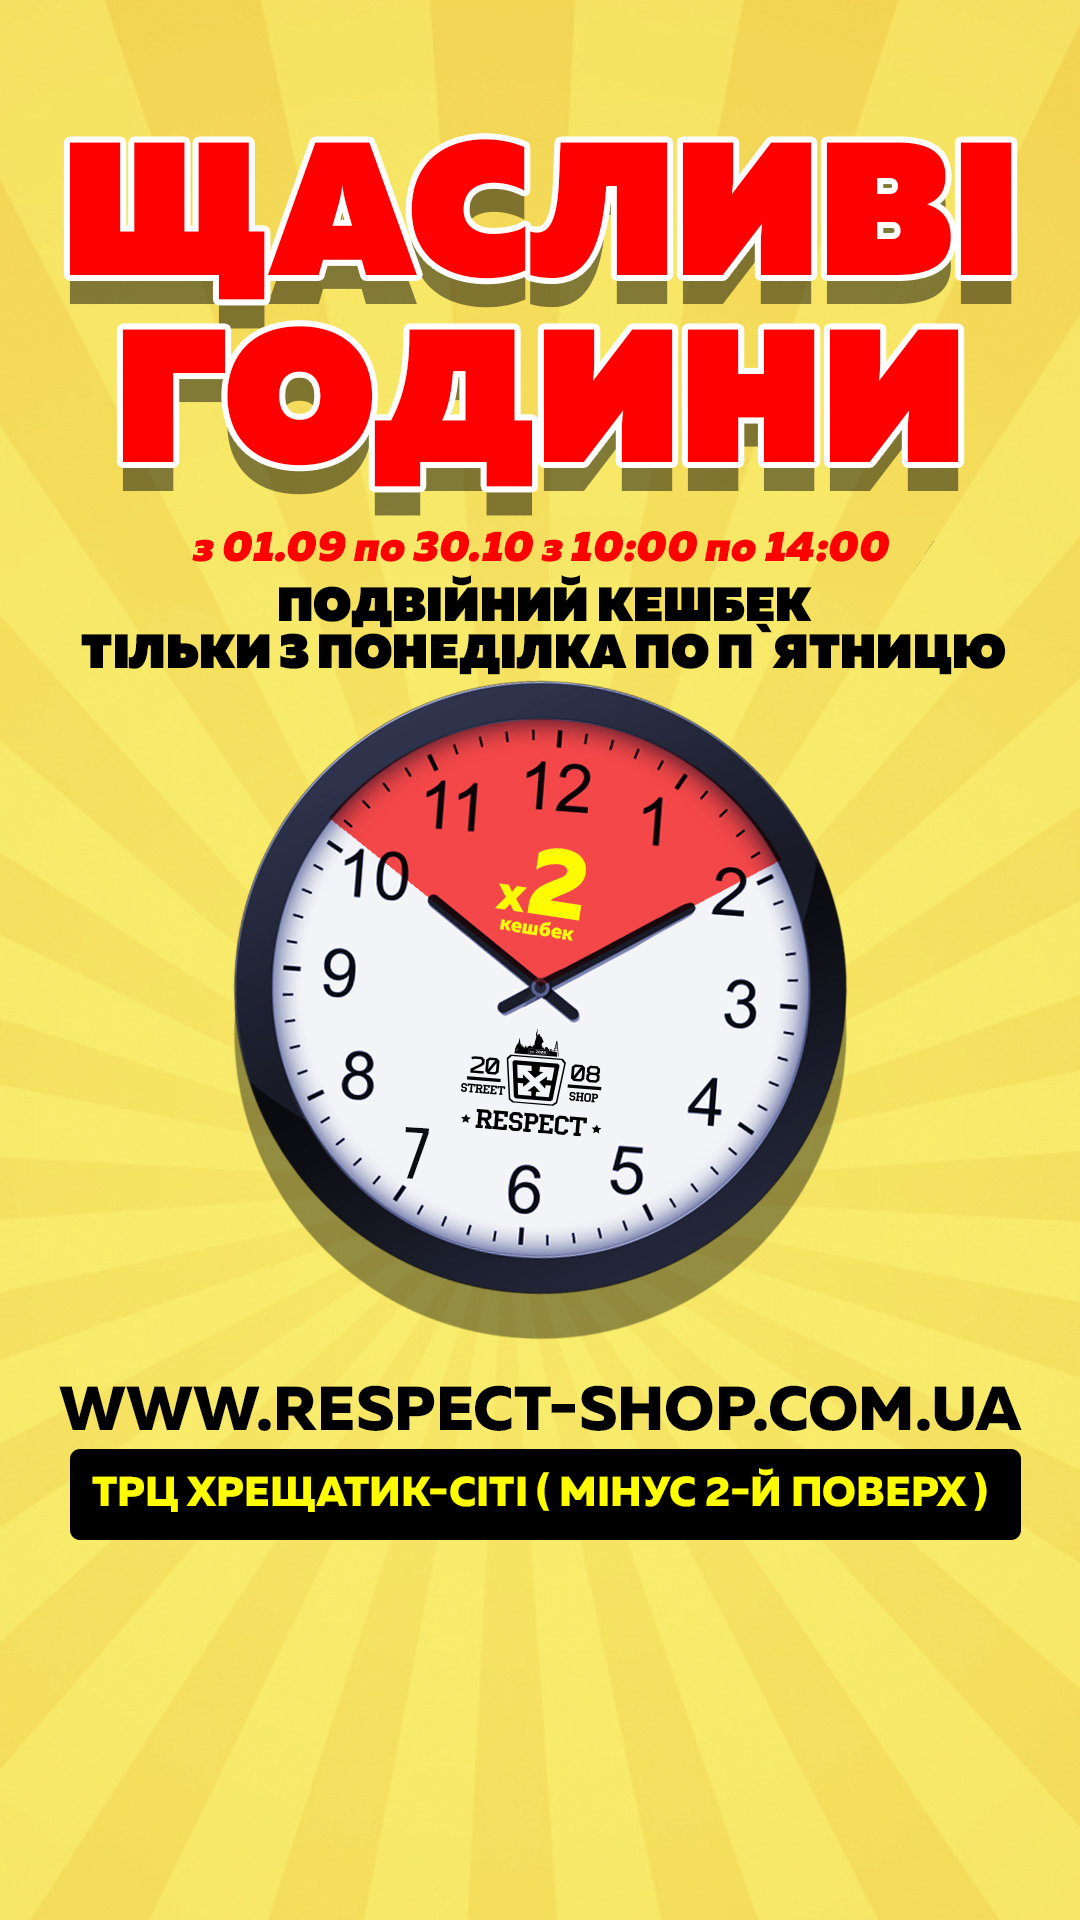 ЩАСЛИВІ
ГОДИНИ
з 01.09 по 30.10 з 10:00 по 14:00
ПОДВІЙНИЙ КЕШБЕК
ТІЛЬКИ З ПОНЕДІЛКА ПО П`ЯТНИЦЮ
12
11
1
10
2
x2
кешбек
9
3
20 08
STREET SHOP
RESPECT
8
4
7
5
6
WWW.RESPECT-SHOP.COM.UA
ТРЦ ХРЕЩАТИК-СІТІ ( МІНУС 2-Й ПОВЕРХ )